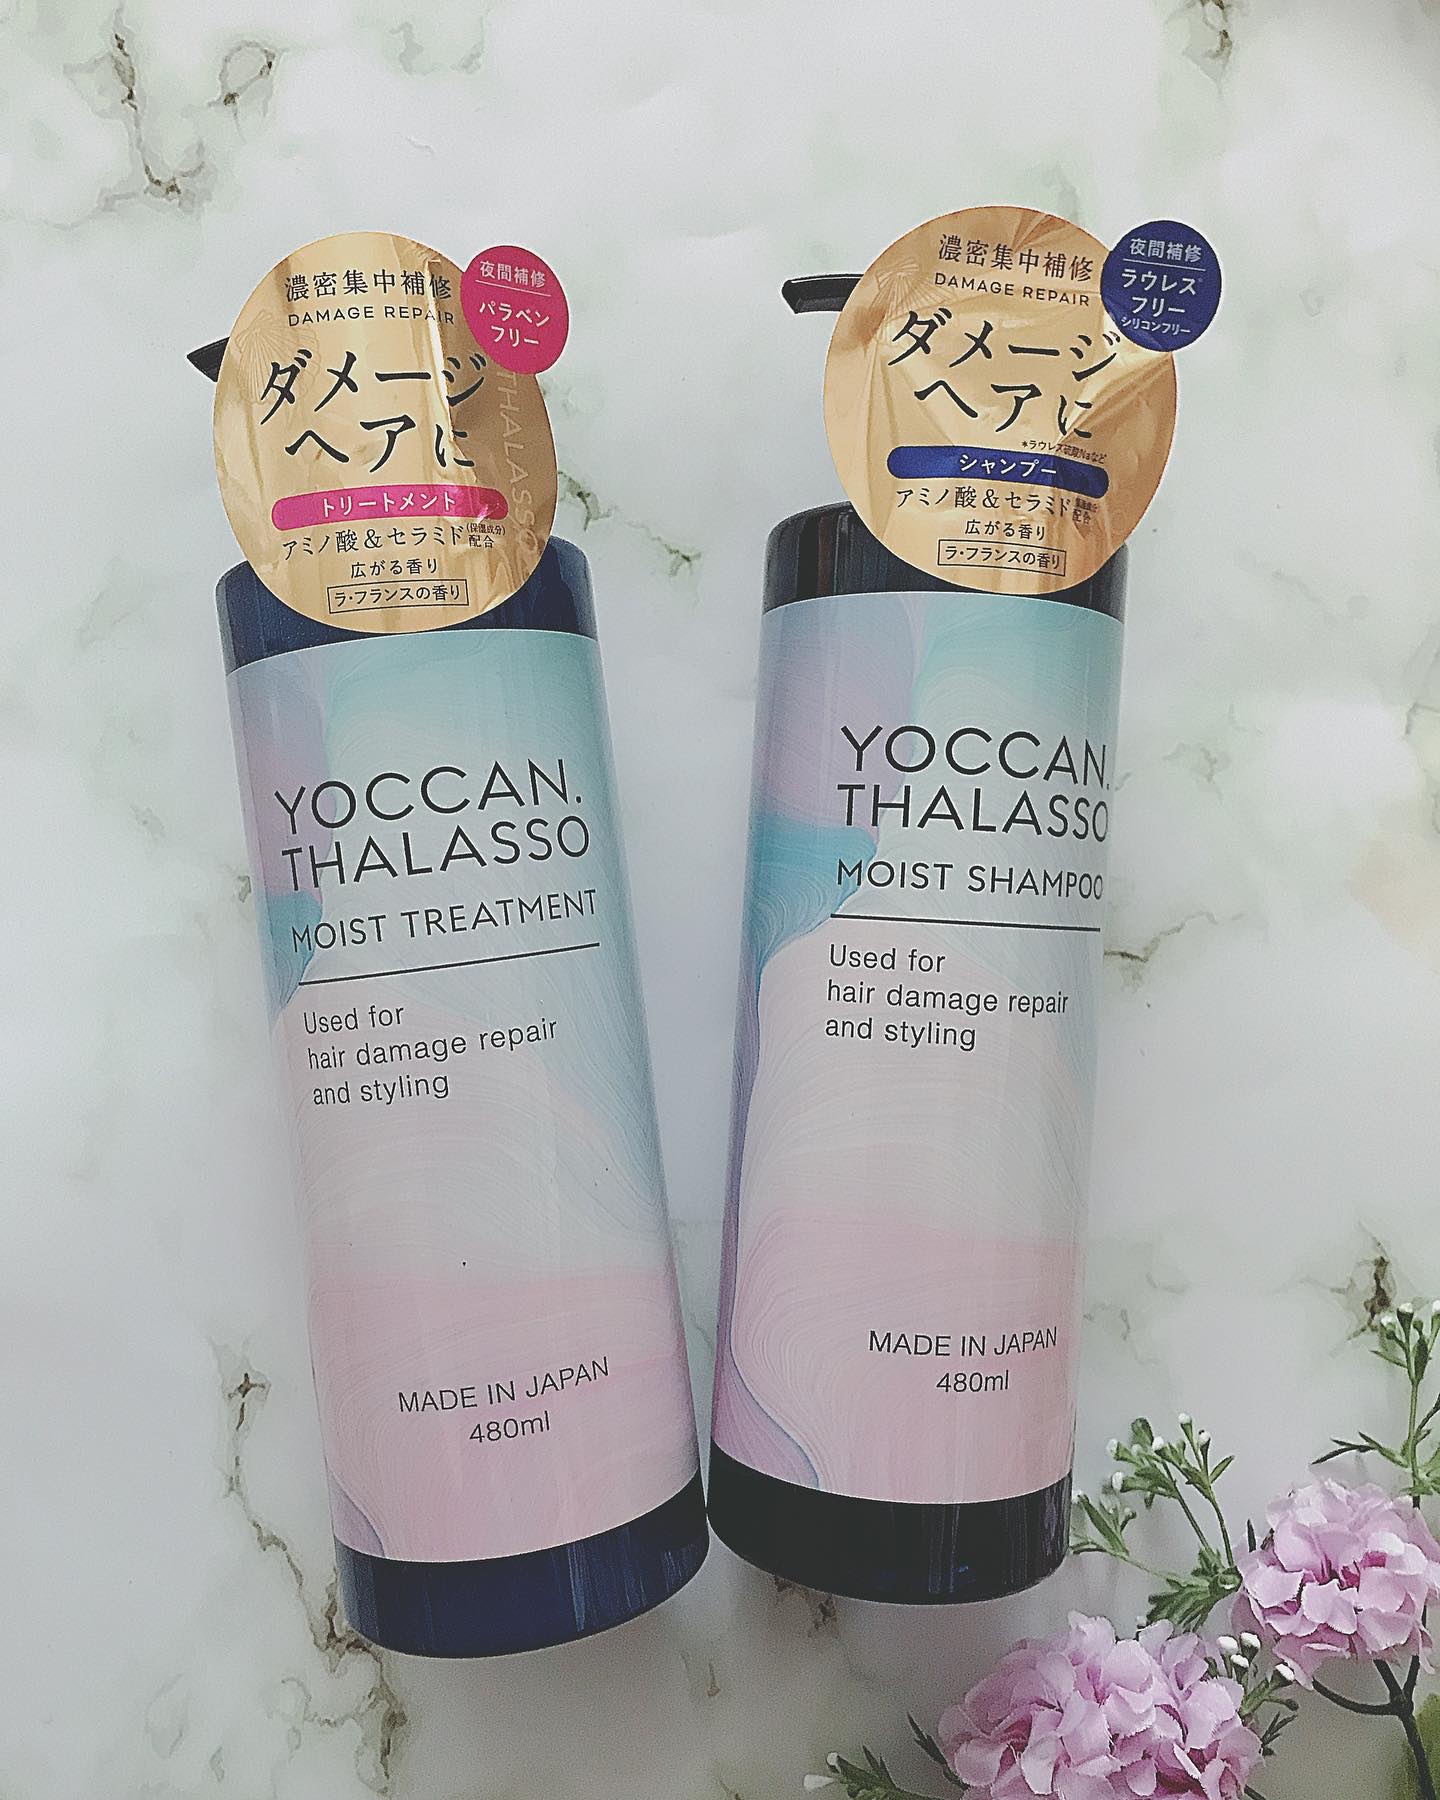 濃密集中補修
DAMAGE REPAIR
ダメージ
ヘアに
トリートメント
アミノ酸&セラミド(保湿成分)配合
広がる香り
ラ・フランスの香り
夜間補修
パラベン
フリー
THALASSO
YOCCAN.
THALASSO
MOIST TREATMENT
Used for
hair damage repair
and styling
MADE IN JAPAN
480ml
濃密集中補修
DAMAGE REPAIR
ダメージ
ヘアに
*ラウレス硫酸Naなど
シャンプー
アミノ酸&セラミド配合
広がる香り
ラ・フランスの香り
夜間補修
ラウレス*
フリー
シリコンフリー
YOCCAN.
THALASSO
MOIST SHAMPOO
Used for
hair damage repair
and styling
MADE IN JAPAN
480ml